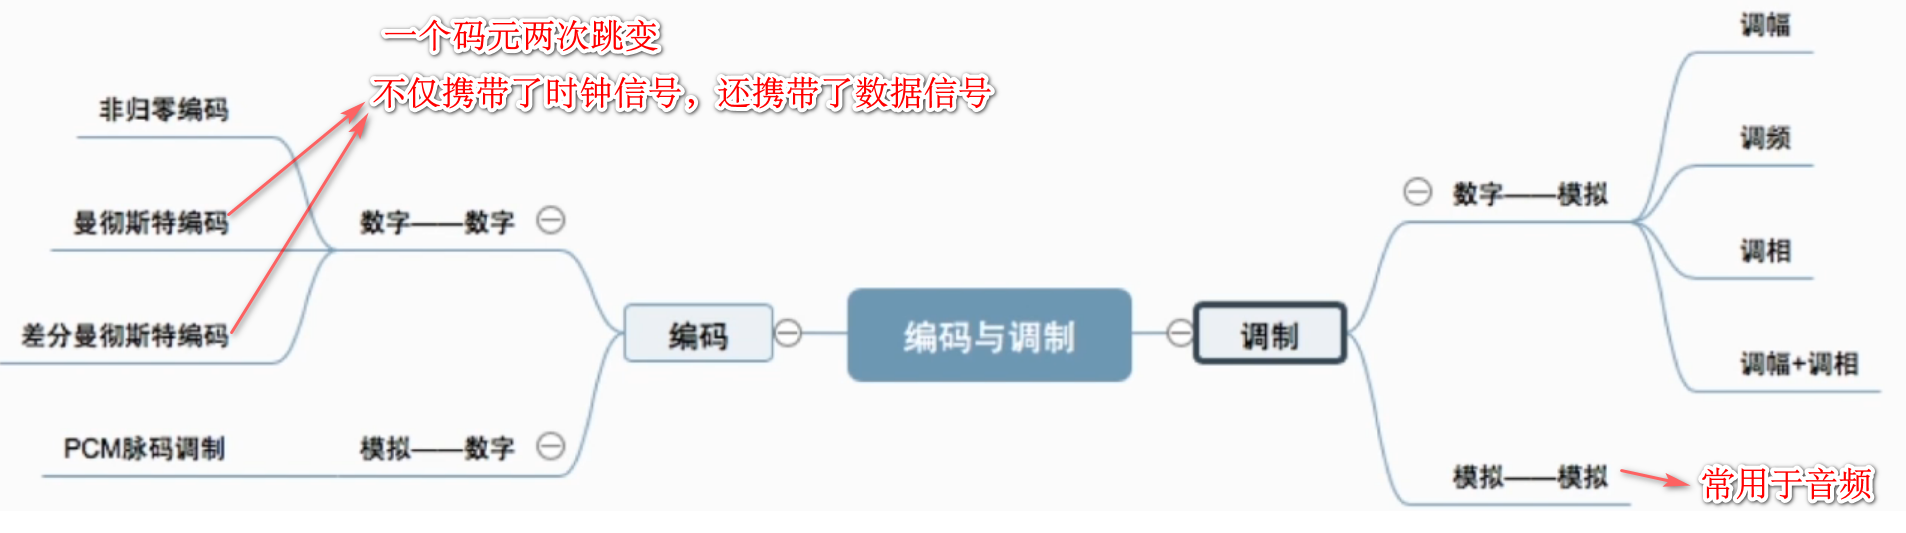 一个码元两次跳变
不仅携带了时钟信号，还携带了数据信号
非归零编码
曼彻斯特编码
差分曼彻斯特编码
数字——数字
PCM脉码调制
模拟——数字
编码
编码与调制
调制
数字——模拟
调幅
调频
调相
调幅+调相
模拟——模拟
常用于音频